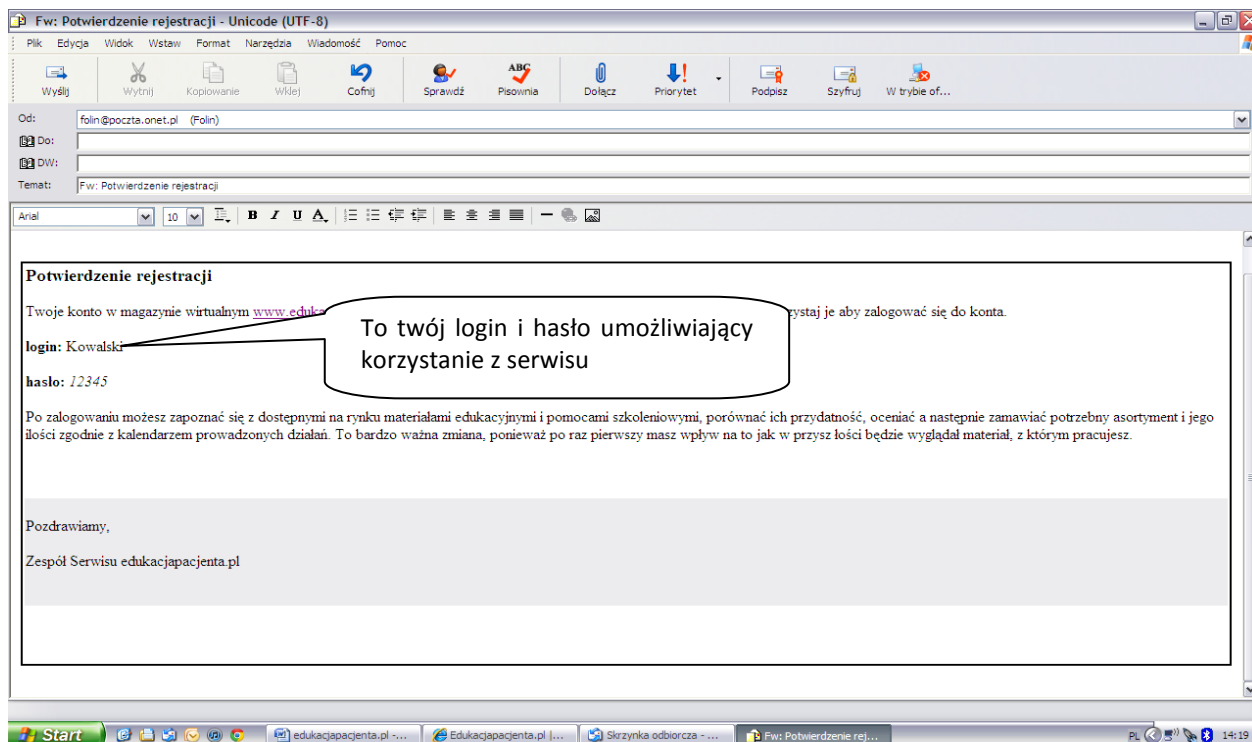 Fw: Potwierdzenie rejestracji - Unicode (UTF-8)
Plik Edycja Widok Wstaw Format Narzędzia Wiadomość Pomoc
Wyślij Wytnij Kopiowanie Wklej Cofnij Sprawdź Pisownia Dołącz Priorytet Podpisz Szyfruj W trybie of...
Od: folin@poczta.onet.pl (Folin)
Do:
DW:
Temat: Fw: Potwierdzenie rejestracji
Arial 10
Potwierdzenie rejestracji
Twoje konto w magazynie wirtualnym je aby zalogować się do konta.
To twój login i hasło umożliwiający
korzystanie z serwisu
login: Kowalski
hasło: 12345
Po zalogowaniu możesz zapoznać się z dostępnymi na rynku materiałami edukacyjnymi i pomocami szkoleniowymi, porównać ich przydatność, oceniać a następnie zamawiać potrzebny asortyment i jego
ilości zgodnie z kalendarzem prowadzonych działań. To bardzo ważna zmiana, ponieważ po raz pierwszy masz wpływ na to jak w przysz łości będzie wyglądał materiał, z którym pracujesz.
Pozdrawiamy,
Zespół Serwisu edukacjapacjenta.pl
Start edukacjapacjenta.pl -... Edukacjapacjenta.pl |... Skrzynka odbiorcza - ... Fw: Potwierdzenie rej... PL 14:19